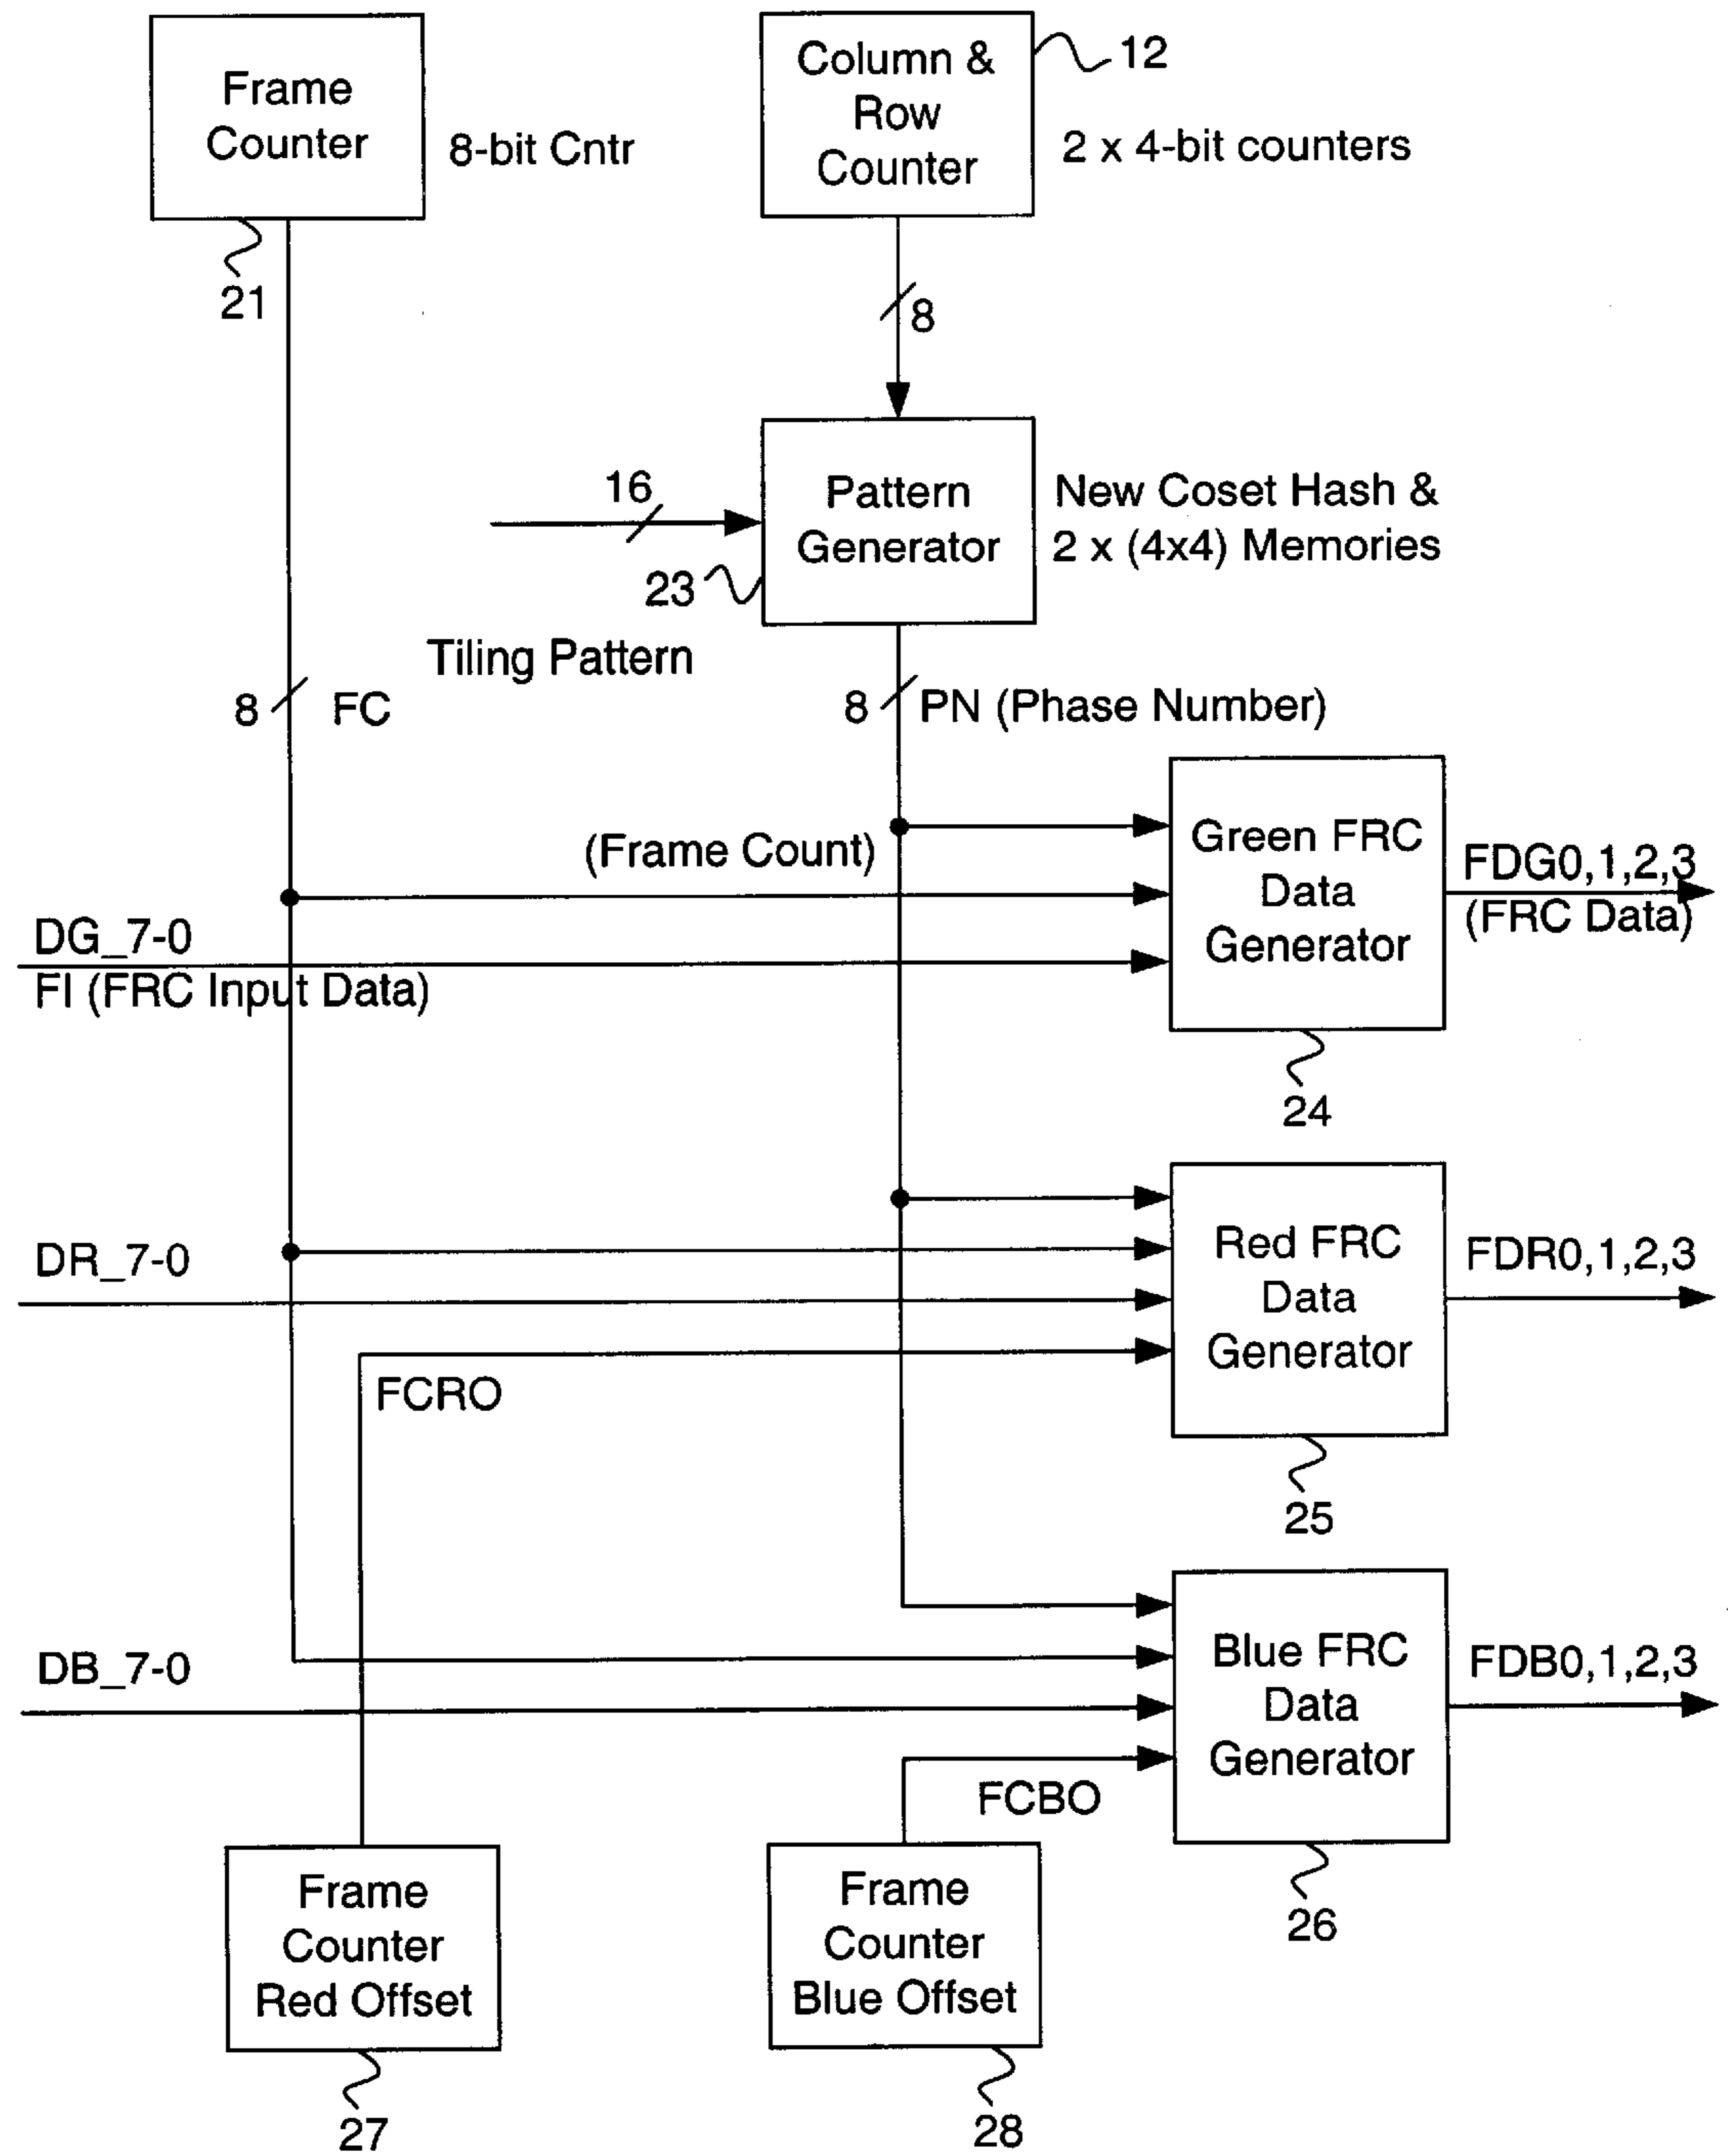 Frame
Counter
8-bit Cntr
21
Column &
Row
Counter
12
2 x 4-bit counters
8
16
Pattern
Generator
23
New Coset Hash &
2 x (4x4) Memories
Tiling Pattern
8
FC
8
PN (Phase Number)
(Frame Count)
DG_7-0
FI (FRC Input Data)
Green FRC
Data
Generator
FDG0,1,2,3
(FRC Data)
24
DR_7-0
Red FRC
Data
Generator
FDR0,1,2,3
FCRO
25
DB_7-0
Blue FRC
Data
Generator
FDB0,1,2,3
FCBO
26
Frame
Counter
Red Offset
27
Frame
Counter
Blue Offset
28